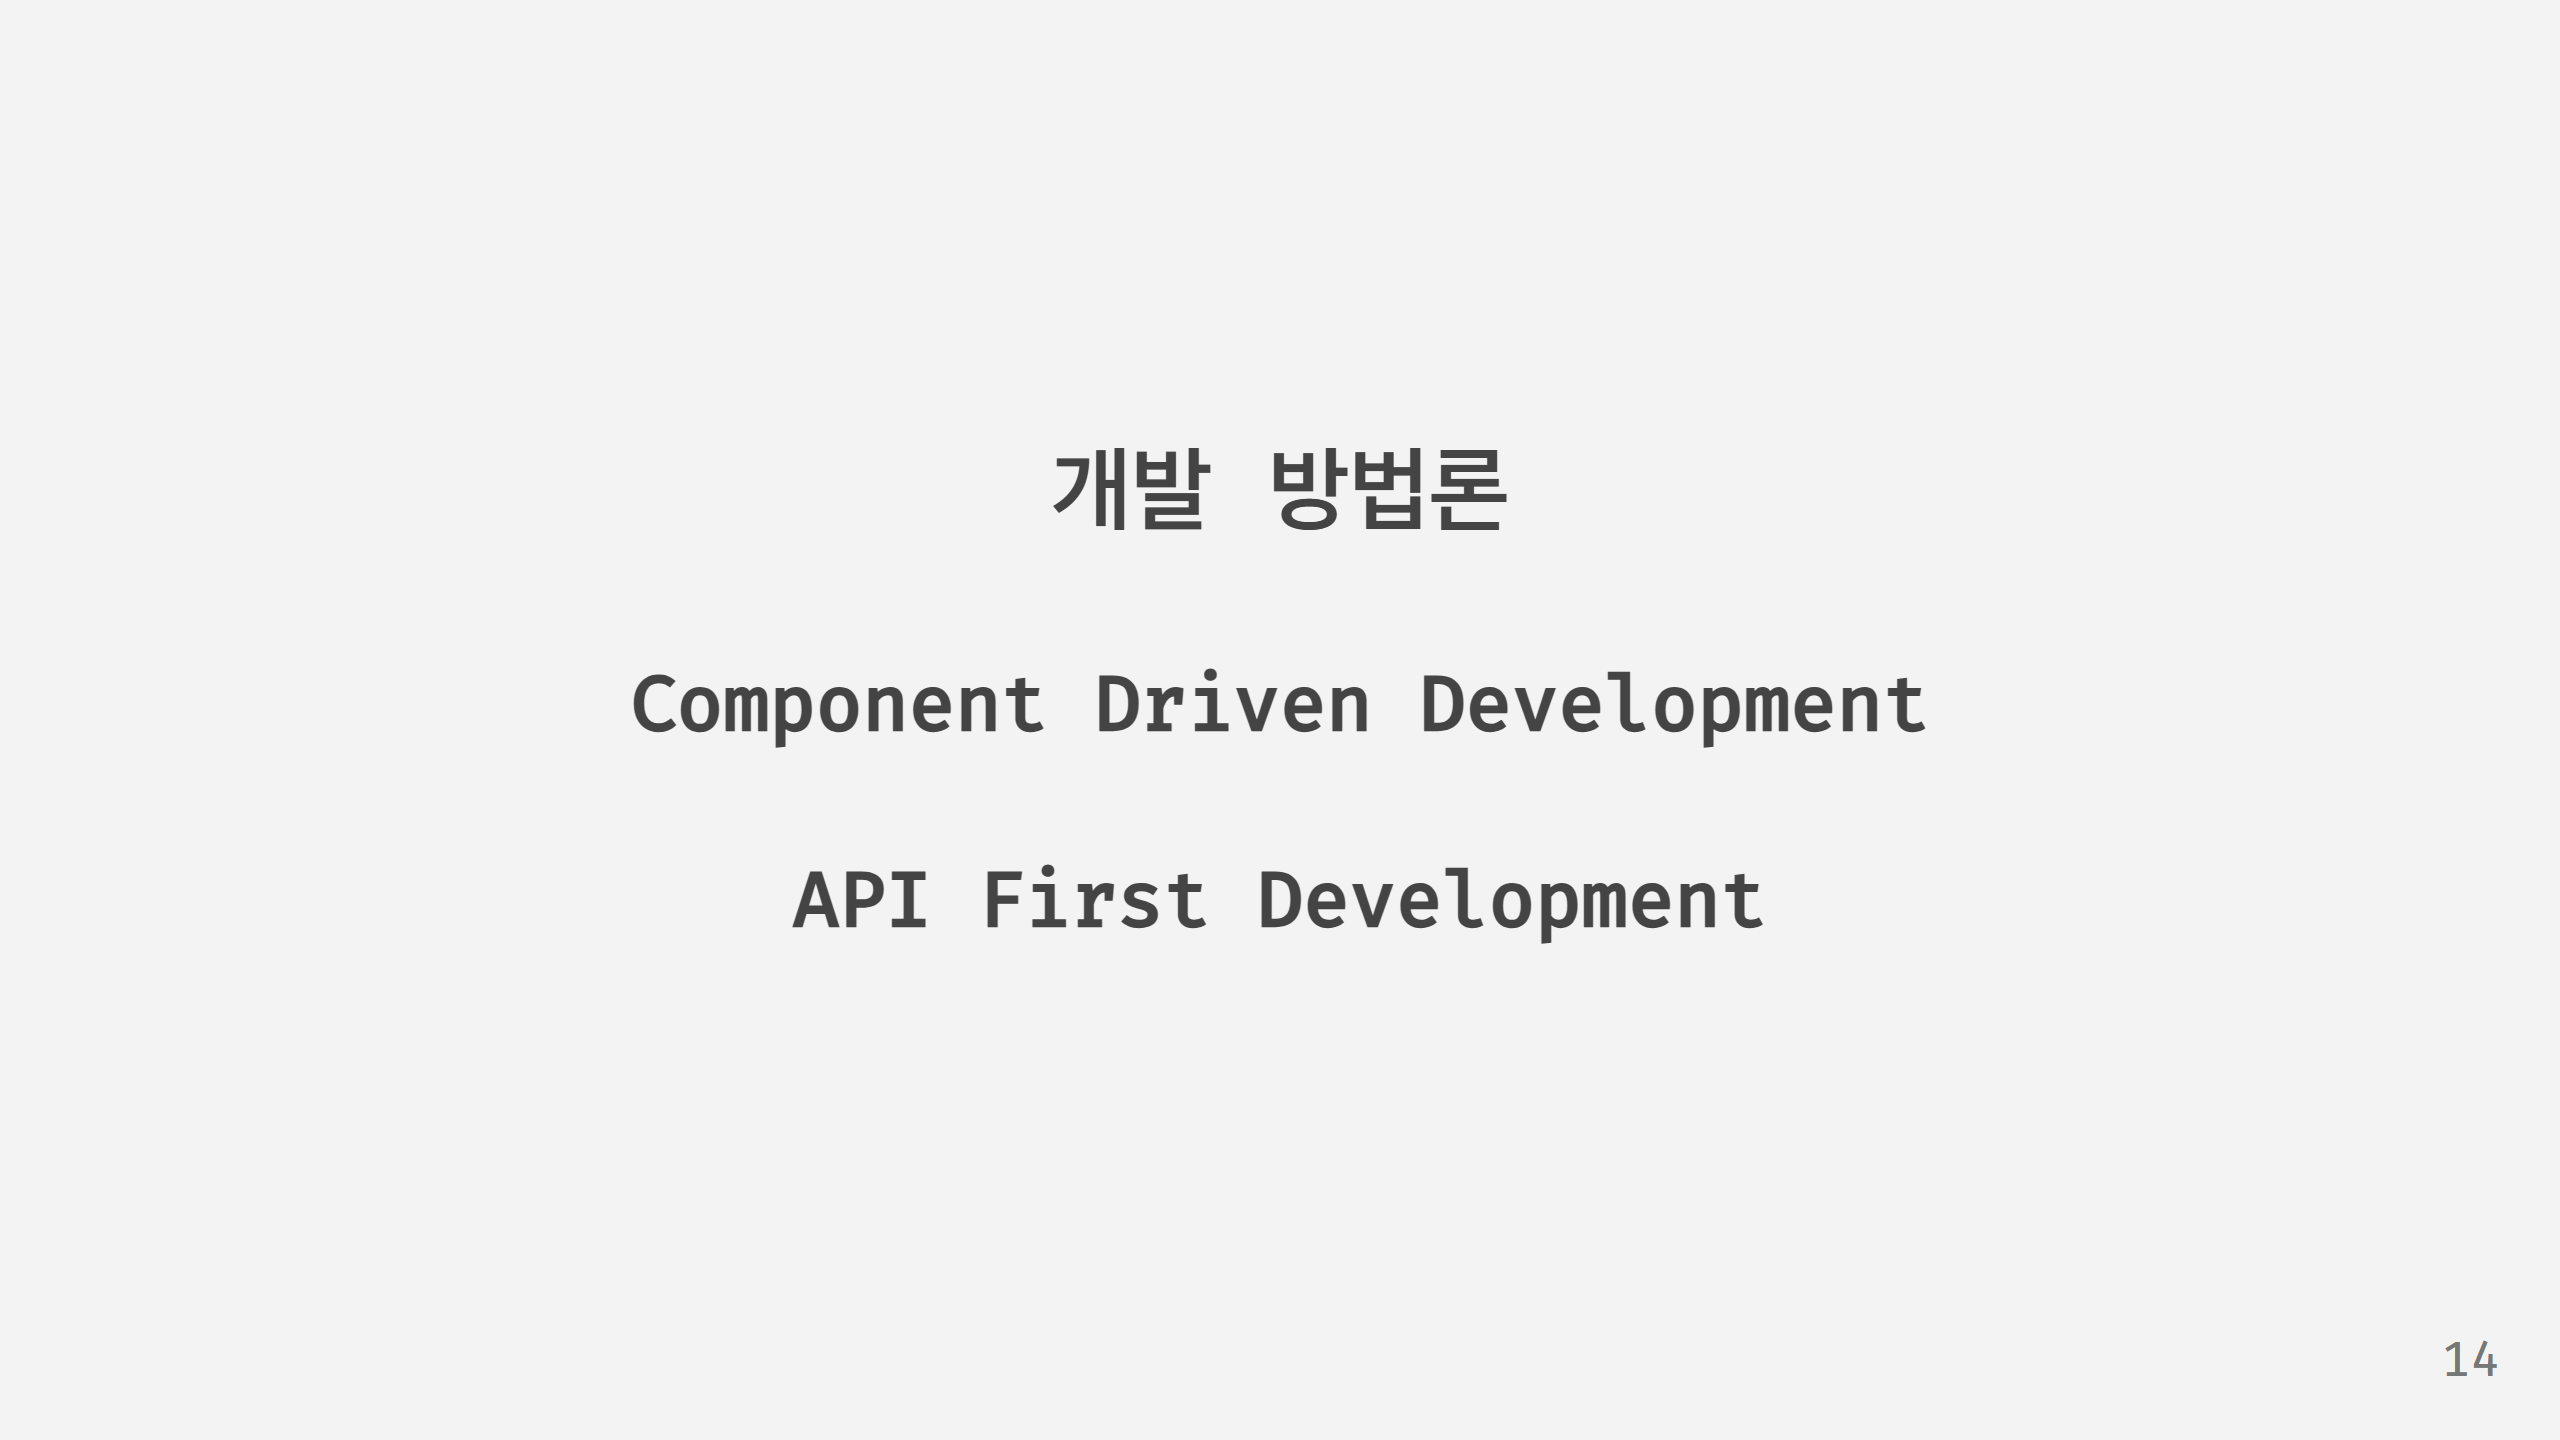 개발 방법론
Component Driven Development
API First Development
14